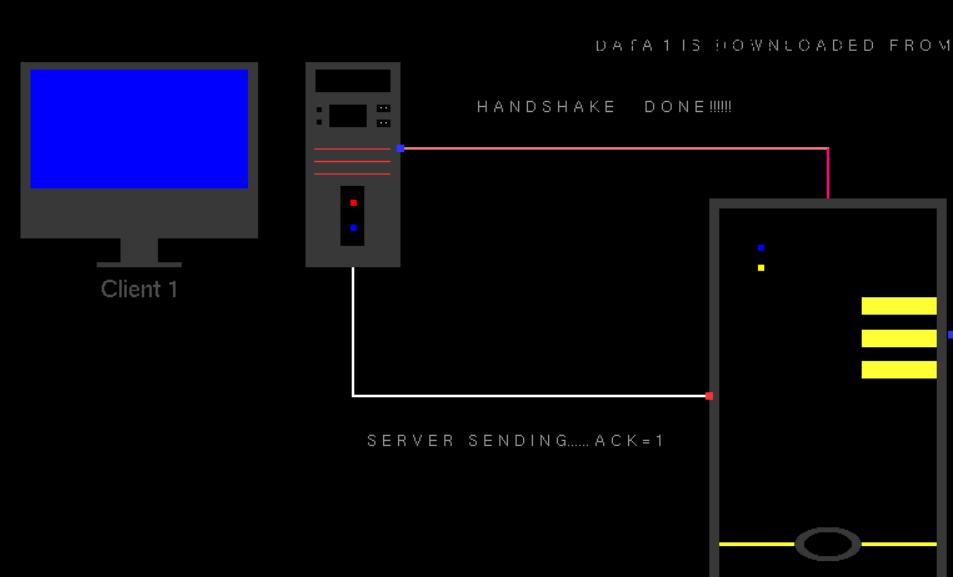 DATA 1 IS DOWNLOADED FROM
HANDSHAKE DONE!!!!!!
Client 1
SERVER SENDING......ACK=1